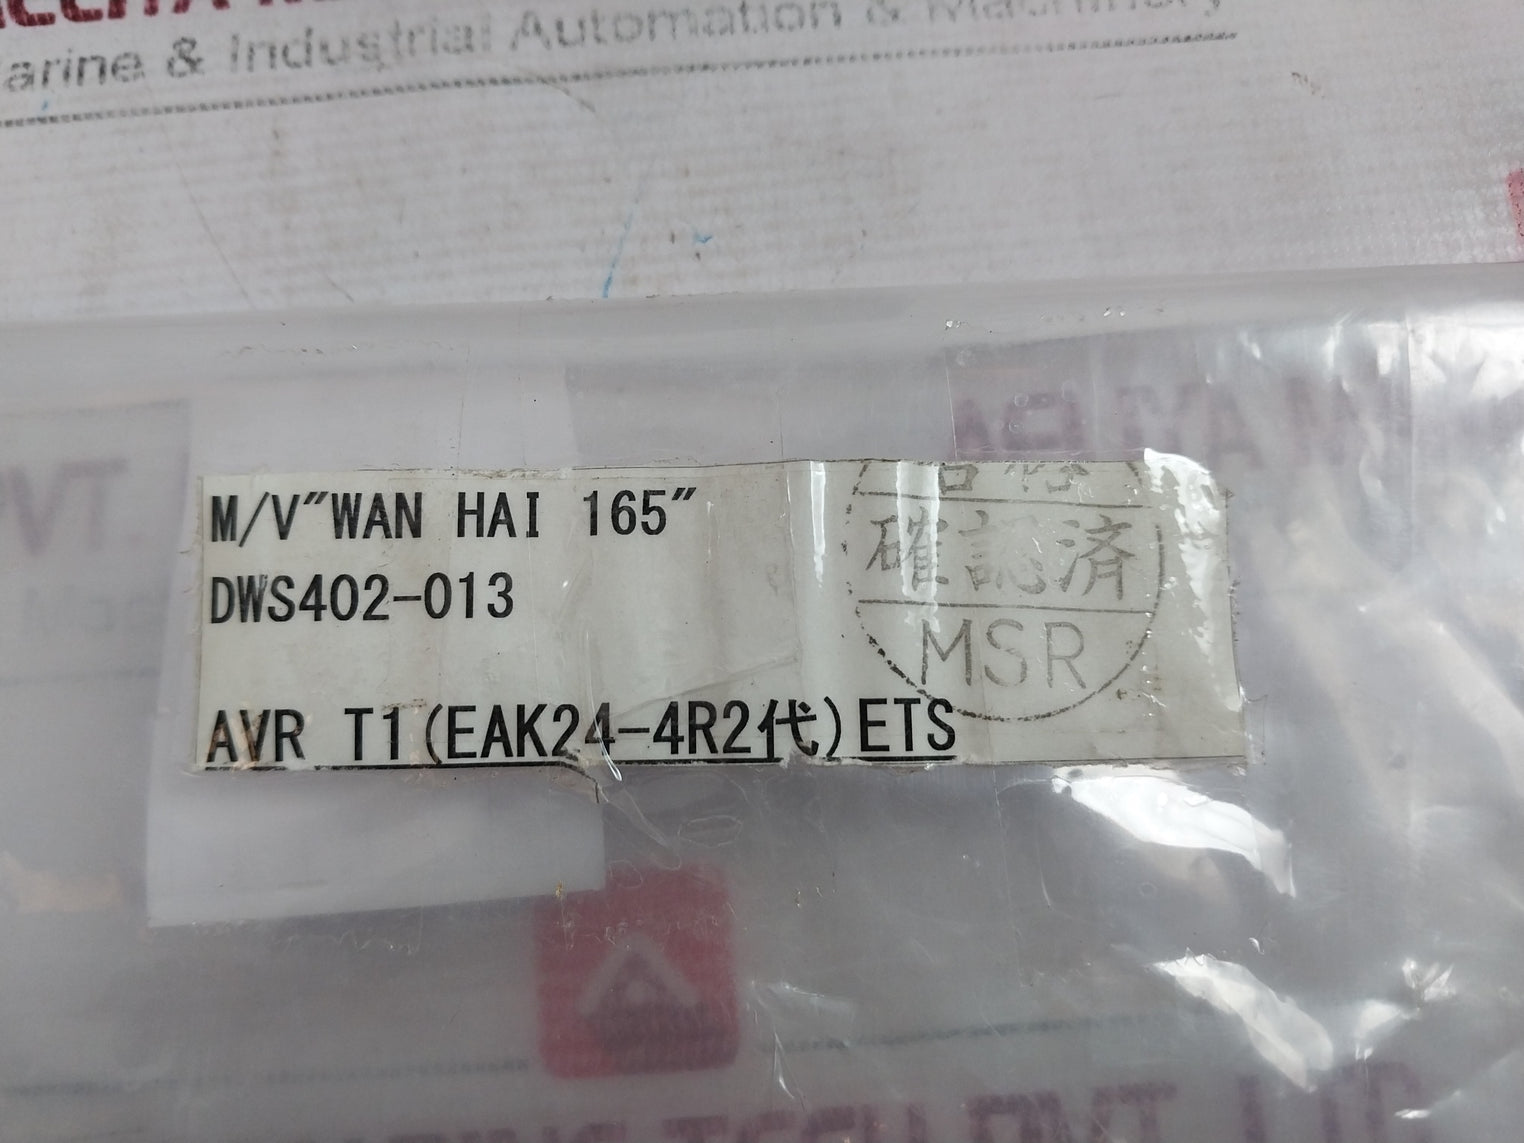 arine & Industrial Automation & Machinery
M/V"WAN HAI 165"
DWS402-013
AVR T1(EAK24-4R2代)ETS
確認済
MSR